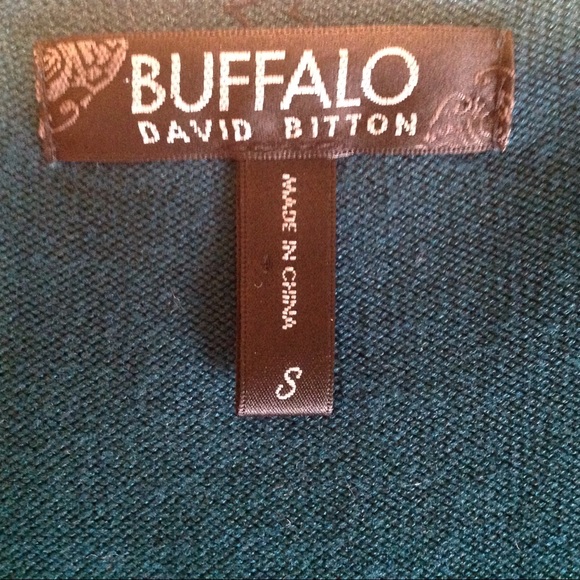 BUFFALO
DAVID BITTON
MADE IN CHINA
S